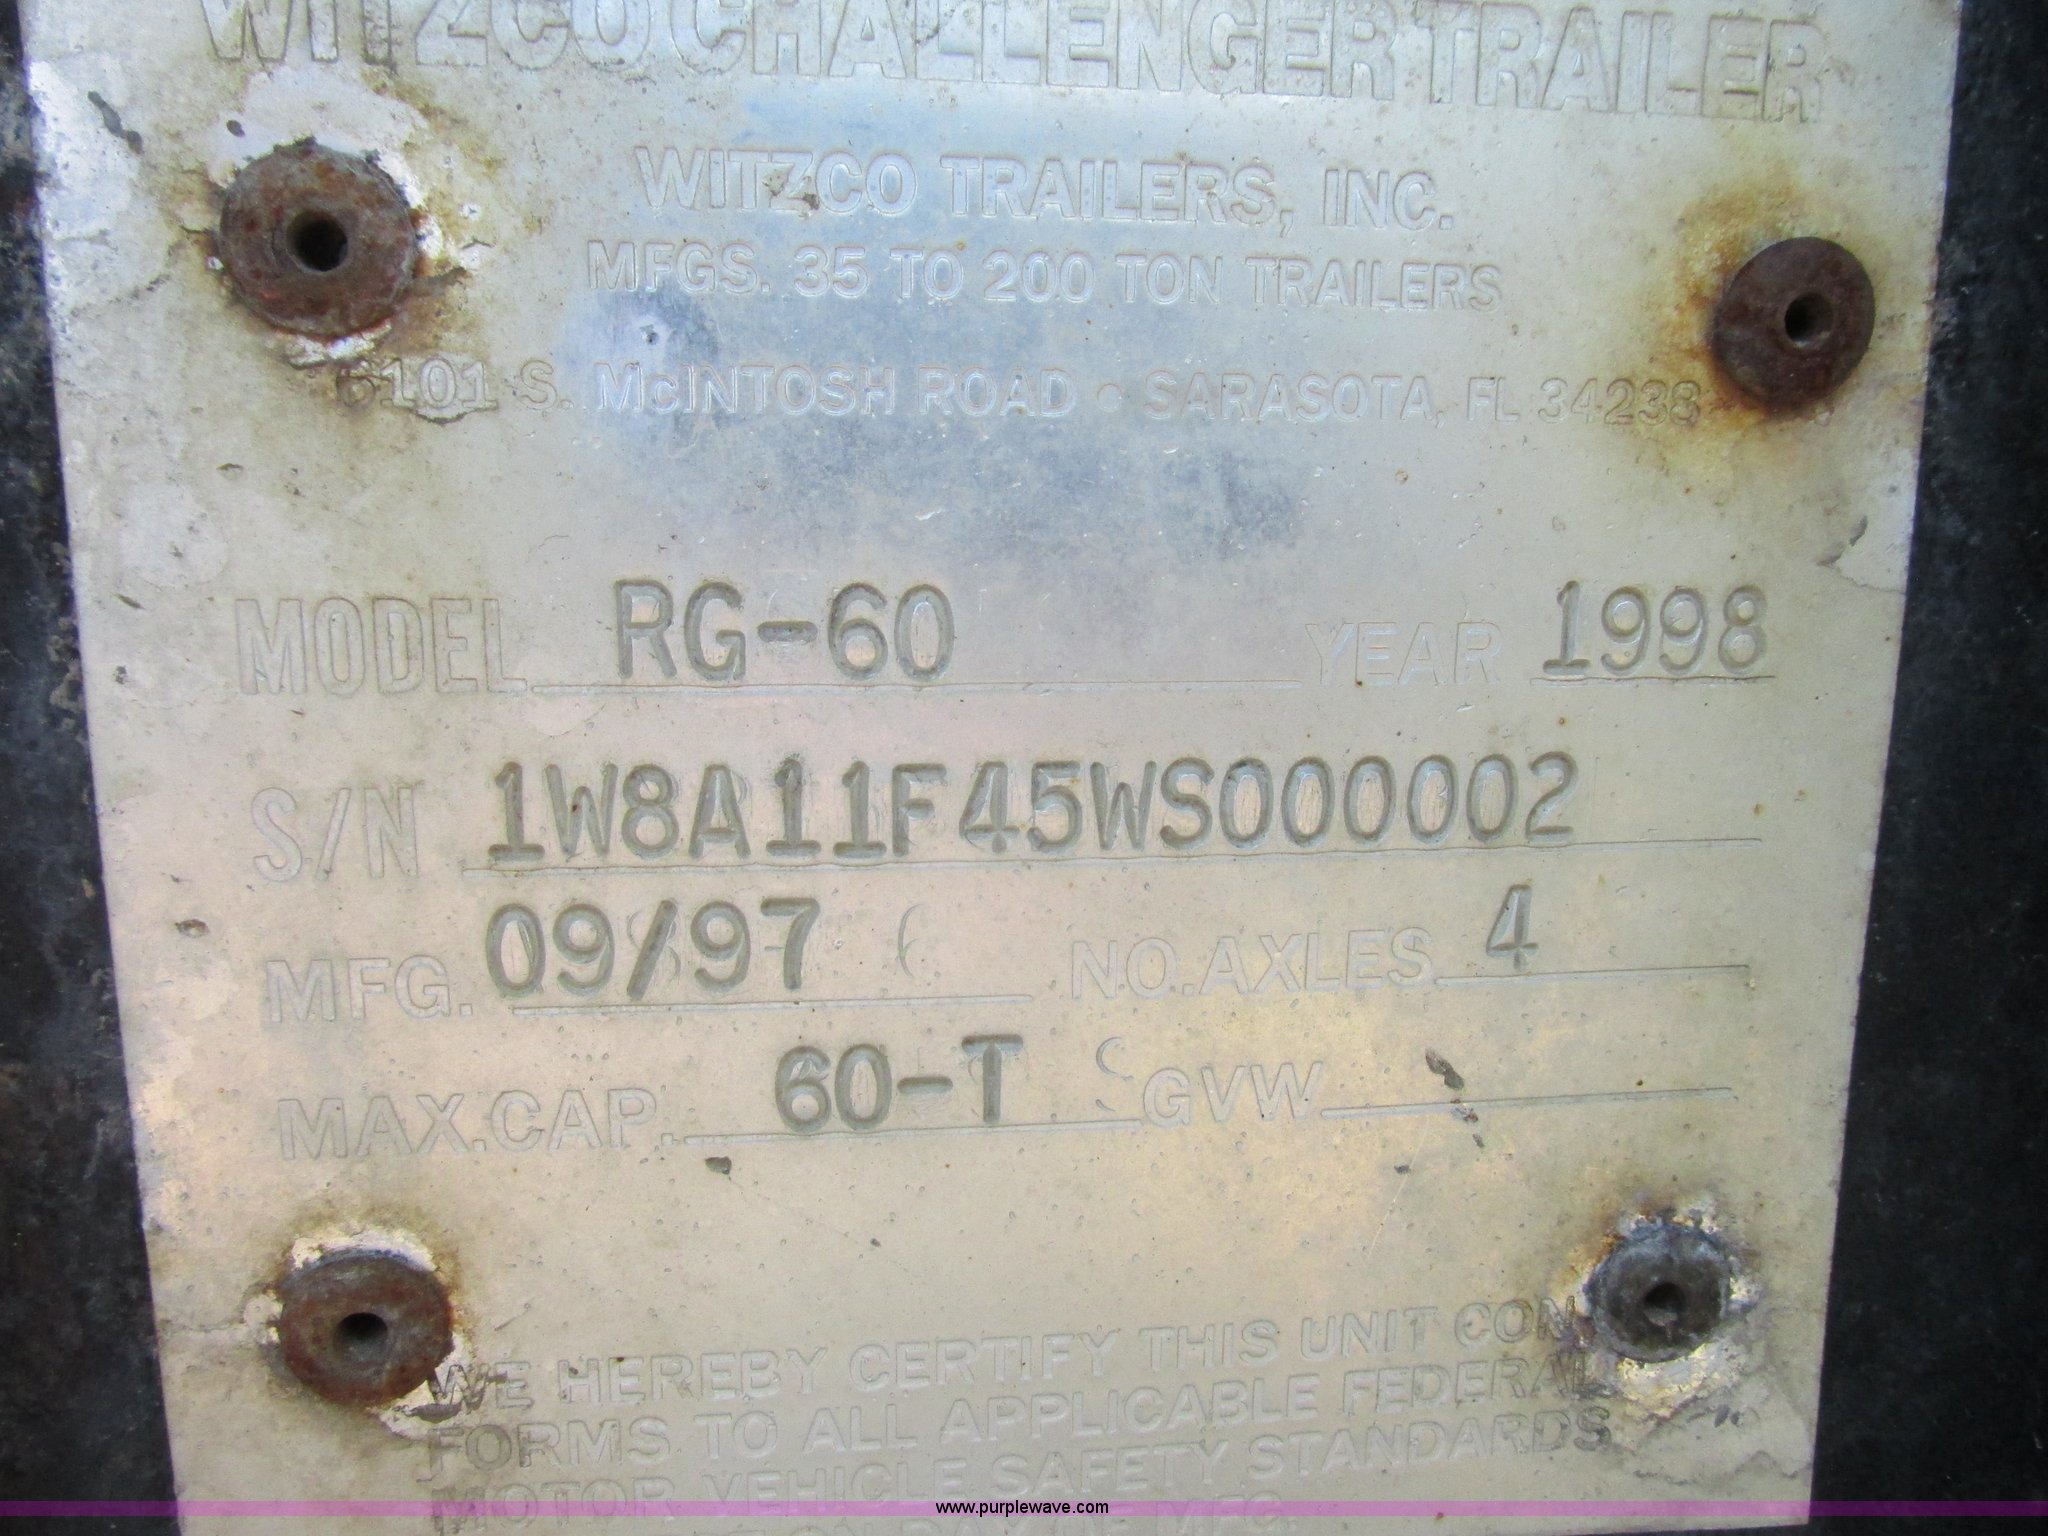 WITZCO CHALLENGER TRAILER
WITZCO TRAILERS, INC.
MFGS. 35 TO 200 TON TRAILERS
6101 S. McINTOSH ROAD • SARASOTA, FL 34238
MODEL RG-60 YEAR 1998
S/N 1W8A11F45WS000002
MFG. 09/97 NO. AXLES 4
MAX. CAP. 60-T GVW
WE HEREBY CERTIFY THIS UNIT CON-
FORMS TO ALL APPLICABLE FEDERAL
MOTOR VEHICLE SAFETY STANDARDS
www.purplewave.com